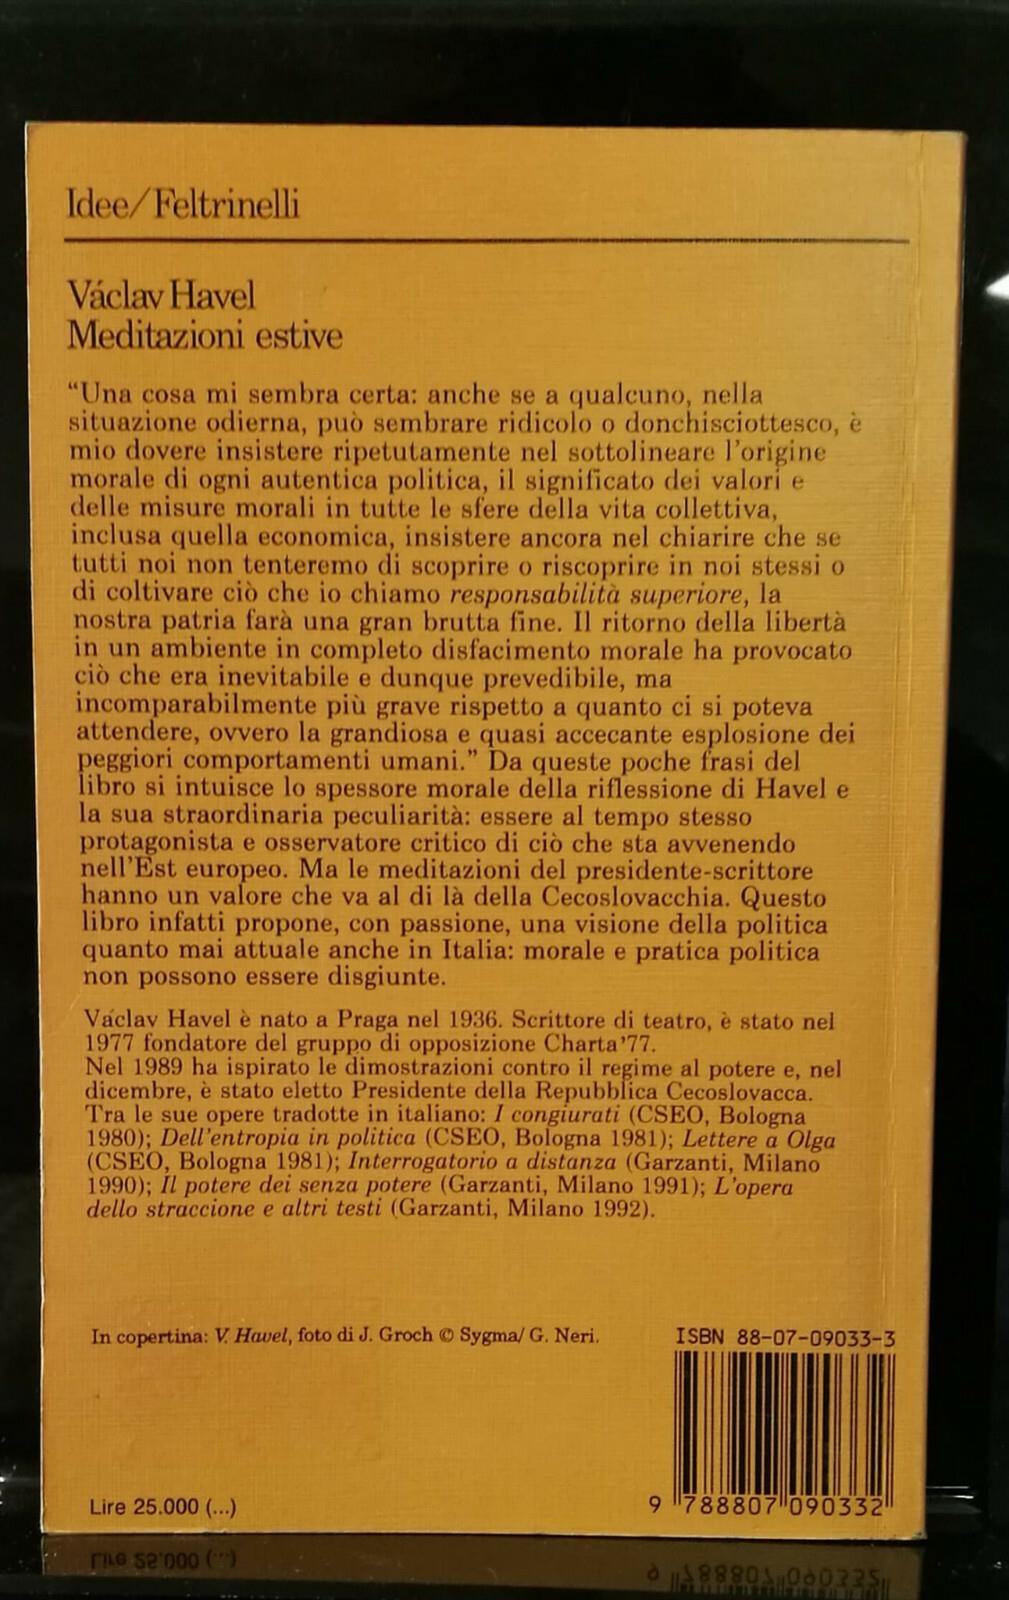 Idee/Feltrinelli
Václav Havel
Meditazioni estive
“Una cosa mi sembra certa: anche se a qualcuno, nella
situazione odierna, può sembrare ridicolo o donchisciottesco, è
mio dovere insistere ripetutamente nel sottolineare l’origine
morale di ogni autentica politica, il significato dei valori e
delle misure morali in tutte le sfere della vita collettiva,
inclusa quella economica, insistere ancora nel chiarire che se
tutti noi non tenteremo di scoprire o riscoprire in noi stessi o
di coltivare ciò che io chiamo responsabilità superiore, la
nostra patria farà una gran brutta fine. Il ritorno della libertà
in un ambiente in completo disfacimento morale ha provocato
ciò che era inevitabile e dunque prevedibile, ma
incomparabilmente più grave rispetto a quanto ci si poteva
attendere, ovvero la grandiosa e quasi accecante esplosione dei
peggiori comportamenti umani.” Da queste poche frasi del
libro si intuisce lo spessore morale della riflessione di Havel e
la sua straordinaria peculiarità: essere al tempo stesso
protagonista e osservatore critico di ciò che sta avvenendo
nell’Est europeo. Ma le meditazioni del presidente-scrittore
hanno un valore che va al di là della Cecoslovacchia. Questo
libro infatti propone, con passione, una visione della politica
quanto mai attuale anche in Italia: morale e pratica politica
non possono essere disgiunte.
Václav Havel è nato a Praga nel 1936. Scrittore di teatro, è stato nel
1977 fondatore del gruppo di opposizione Charta’77.
Nel 1989 ha ispirato le dimostrazioni contro il regime al potere e, nel
dicembre, è stato eletto Presidente della Repubblica Cecoslovacca.
Tra le sue opere tradotte in italiano: I congiurati (CSEO, Bologna
1980); Dell’entropia in politica (CSEO, Bologna 1981); Lettere a Olga
(CSEO, Bologna 1981); Interrogatorio a distanza (Garzanti, Milano
1990); Il potere dei senza potere (Garzanti, Milano 1991); L’opera
dello straccione e altri testi (Garzanti, Milano 1992).
In copertina: V. Havel, foto di J. Groch © Sygma/ G. Neri.
ISBN 88-07-09033-3
9 788807 090332
Lire 25.000 (...)